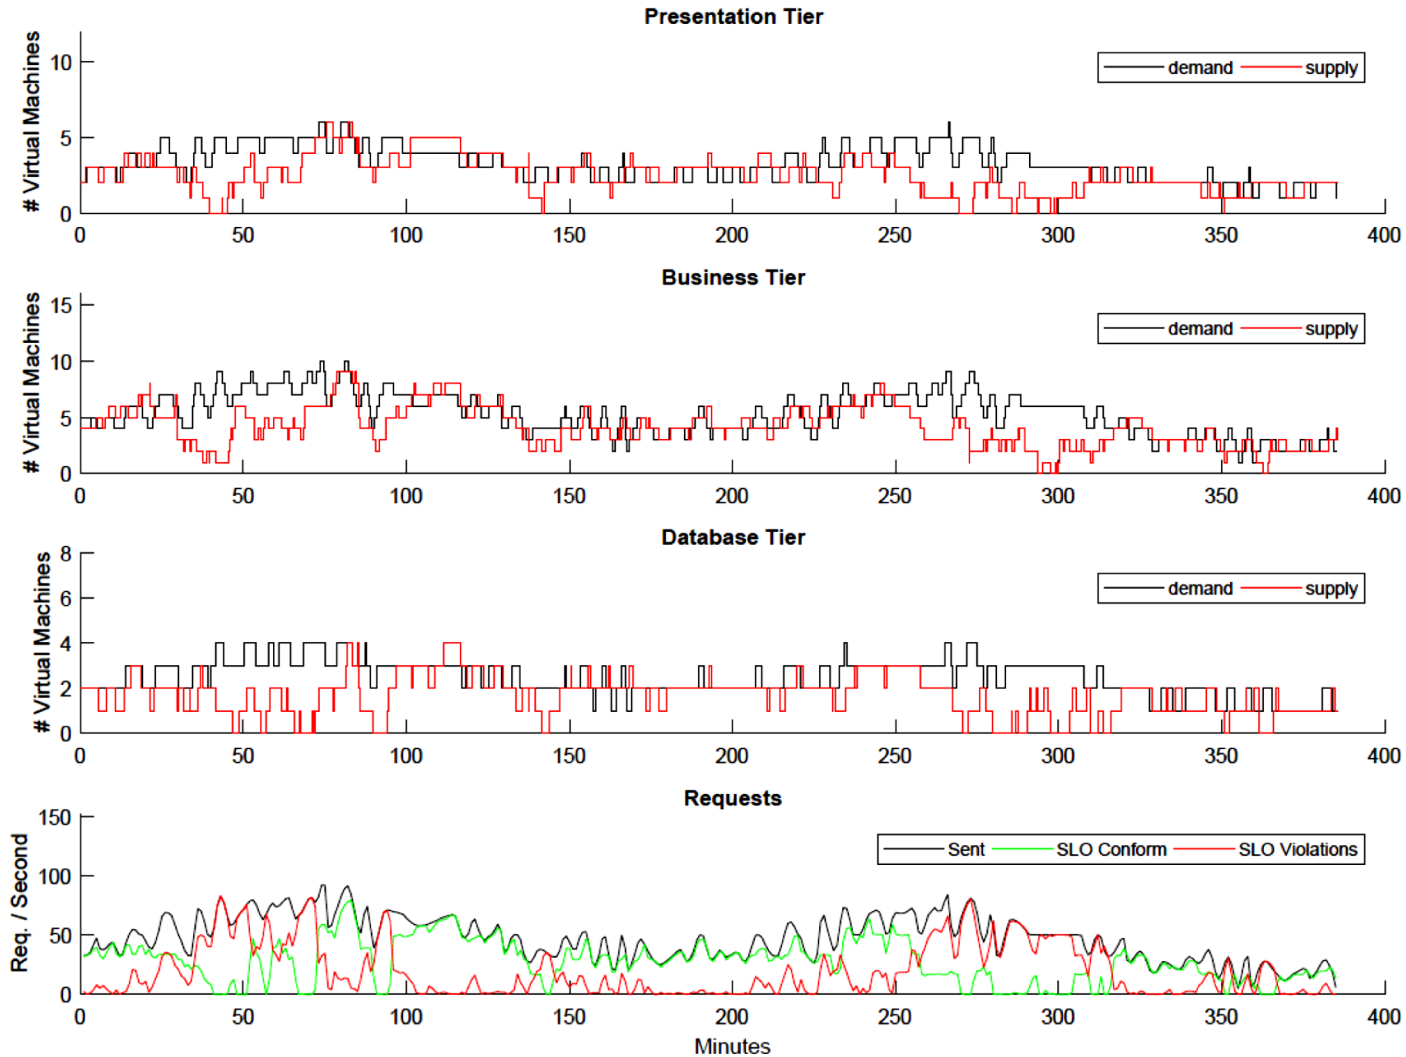 Presentation Tier
# Virtual Machines
10
5
0
demand supply
0 50 100 150 200 250 300 350 400
Business Tier
# Virtual Machines
15
10
5
0
demand supply
0 50 100 150 200 250 300 350 400
Database Tier
# Virtual Machines
8
6
4
2
0
demand supply
0 50 100 150 200 250 300 350 400
Requests
Req. / Second
150
100
50
0
Sent SLO Conform SLO Violations
0 50 100 150 200 250 300 350 400
Minutes